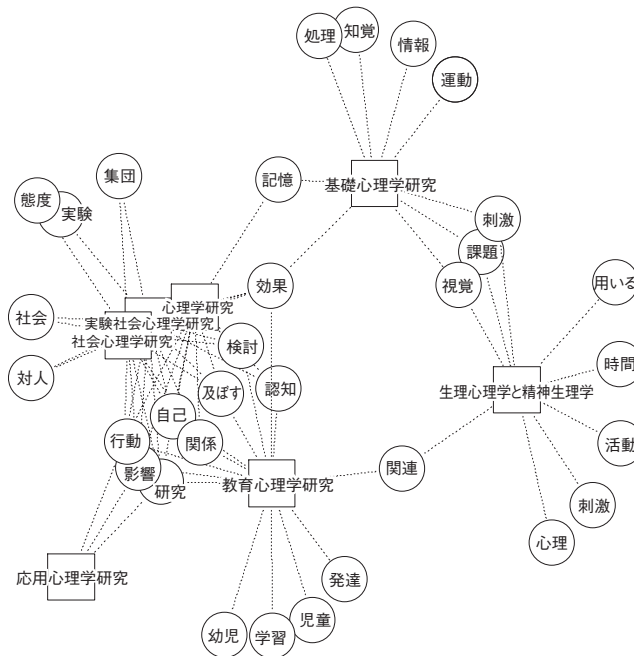 処理
知覚
情報
運動
集団
態度
実験
記憶
基礎心理学研究
刺激
課題
視覚
効果
用いる
社会
心理学研究
実験社会心理学研究
社会心理学研究
検討
時間
対人
及ぼす
認知
生理心理学と精神生理学
自己
行動
関係
活動
影響
研究
教育心理学研究
関連
刺激
心理
応用心理学研究
発達
児童
幼児
学習